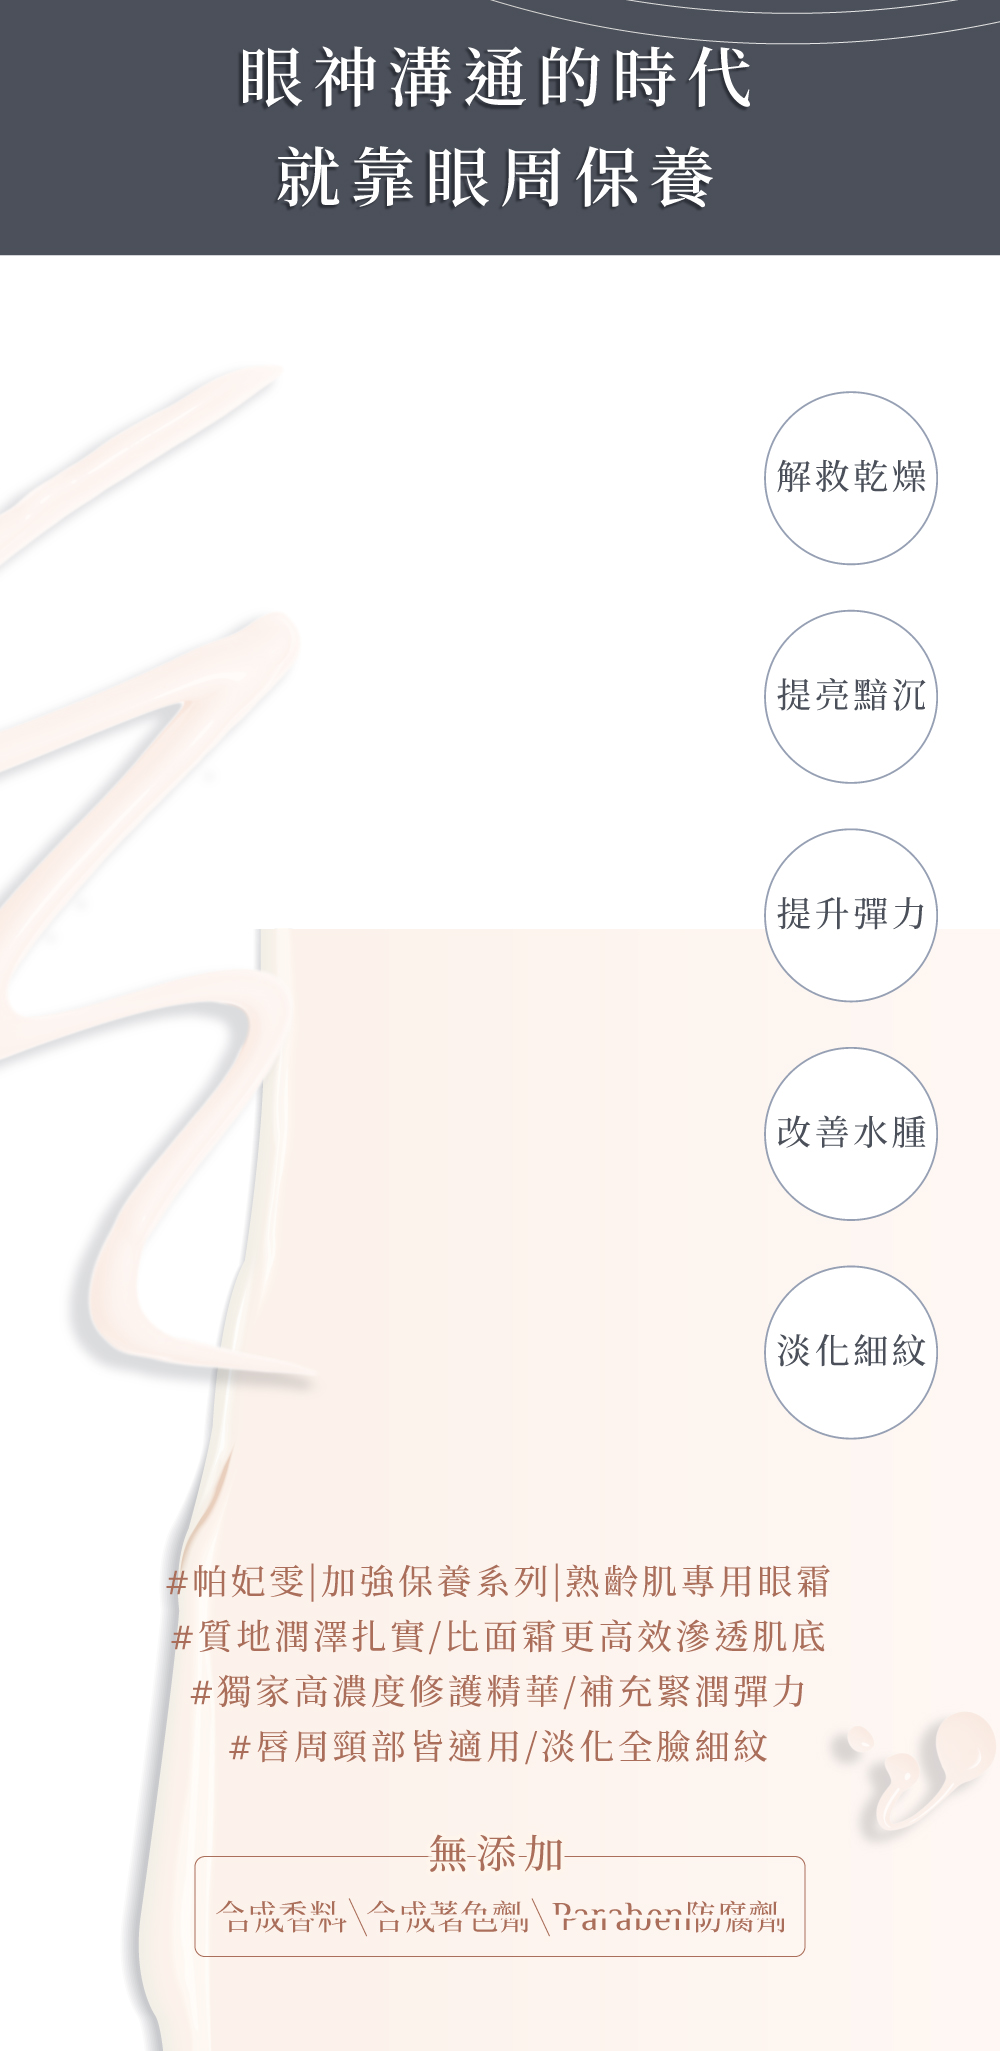 眼神溝通的時代
就靠眼周保養
解救乾燥
提亮黯沉
提升彈力
改善水腫
淡化細紋
#帕妃雯|加強保養系列|熟齡肌專用眼霜
#質地潤澤扎實/比面霜更高效滲透肌底
#獨家高濃度修護精華/補充緊潤彈力
#唇周頸部皆適用/淡化全臉細紋
無添加
合成香料\合成著色劑\Paraben防腐劑